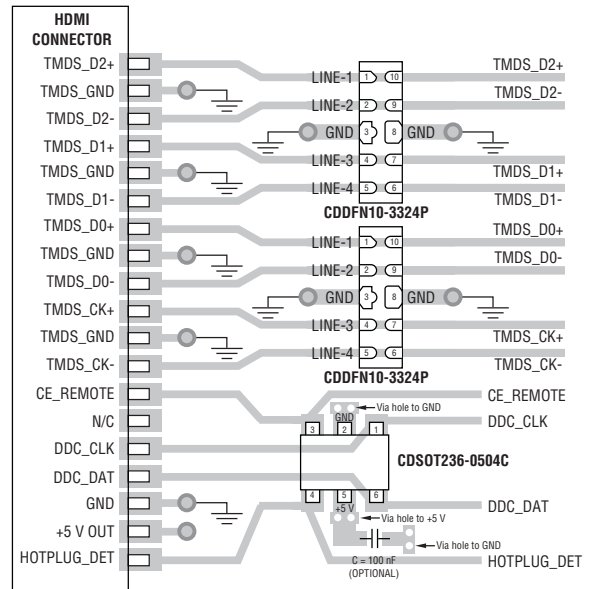 HDMI
CONNECTOR
TMDS_D2+
TMDS_GND
TMDS_D2-
TMDS_D1+
TMDS_GND
TMDS_D1-
TMDS_D0+
TMDS_GND
TMDS_D0-
TMDS_CK+
TMDS_GND
TMDS_CK-
CE_REMOTE
N/C
DDC_CLK
DDC_DAT
GND
+5 V OUT
HOTPLUG_DET
LINE-1 1 10 TMDS_D2+
LINE-2 2 9 TMDS_D2-
GND 3 8 GND
LINE-3 4 7 TMDS_D1+
LINE-4 5 6 TMDS_D1-
CDDFN10-3324P
LINE-1 1 10 TMDS_D0+
LINE-2 2 9 TMDS_D0-
GND 3 8 GND
LINE-3 4 7 TMDS_CK+
LINE-4 5 6 TMDS_CK-
CDDFN10-3324P
CE_REMOTE
Via hole to GND
GND
DDC_CLK
3 2 1
CDSOT236-0504C
4 5 6
+5 V
DDC_DAT
Via hole to +5 V
Via hole to GND
C = 100 nF
(OPTIONAL)
HOTPLUG_DET